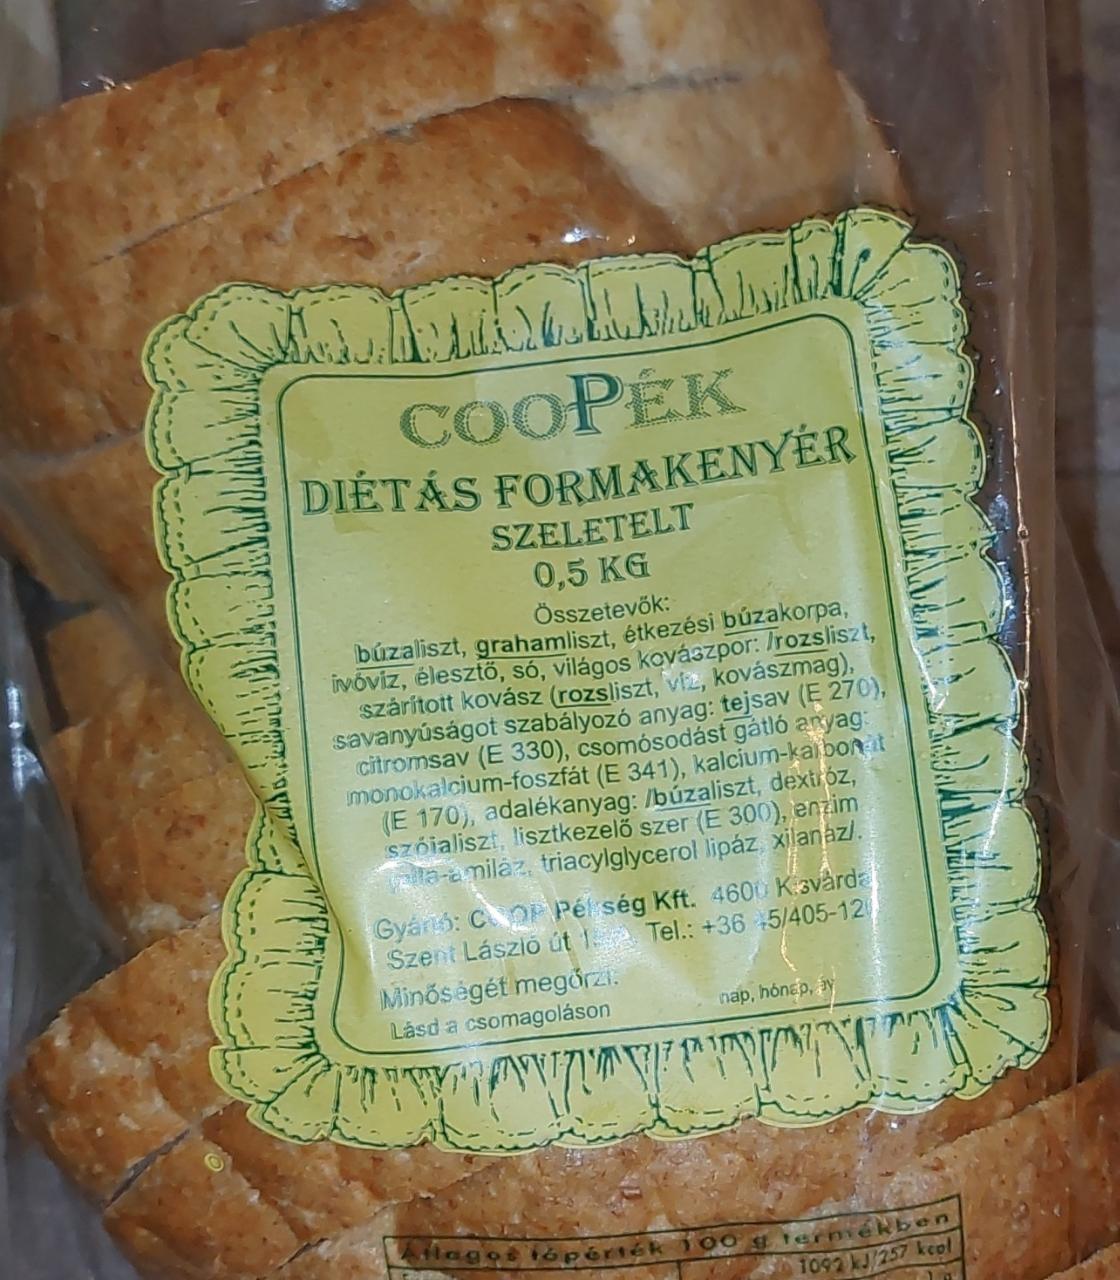 COOPÉK
DIÉTÁS FORMAKENYÉR
SZELETELT
0,5 KG
Összetevők:
búzaliszt, grahamliszt, étkezési búzakorpa,
ivóvíz, élesztő, só, világos kovászpor: /rozsliszt,
szárított kovász (rozsliszt, víz, kovászmag),
savanyúságot szabályozó anyag: tejsav (E 270),
citromsav (E 330), csomósodást gátló anyag:
monokalcium-foszfát (E 341), kalcium-karbonát
(E 170), adalékanyag: /búzaliszt, dextróz,
szójaliszt, lisztkezelő szer (E 300), enzim
triacylglycerol lipáz, xilanáz/.
Gyártó: COOP Pékség Kft. 4600 Kisvárda
Szent László út Tel.: +36 45/405-12
Minőségét megőrzi:
nap, hónap, év
Lásd a csomagoláson
Átlagos tápérték 100 g termékben
1092 kJ/257 kcal